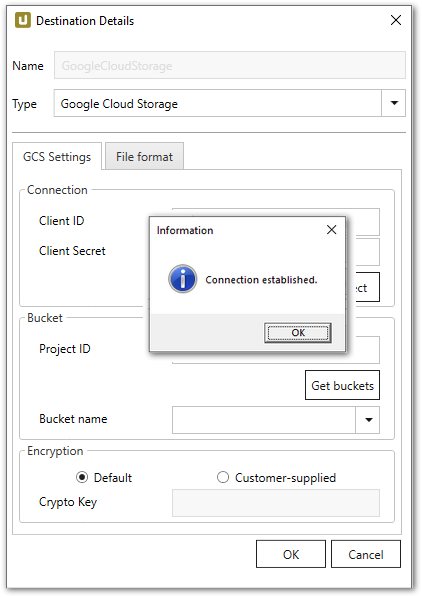 Destination Details
Name GoogleCloudStorage
Type Google Cloud Storage
GCS Settings File format
Connection
Client ID
Information
Client Secret
Connection established.
OK
Bucket
Project ID
Get buckets
Bucket name
Encryption
Default Customer-supplied
Crypto Key
OK Cancel